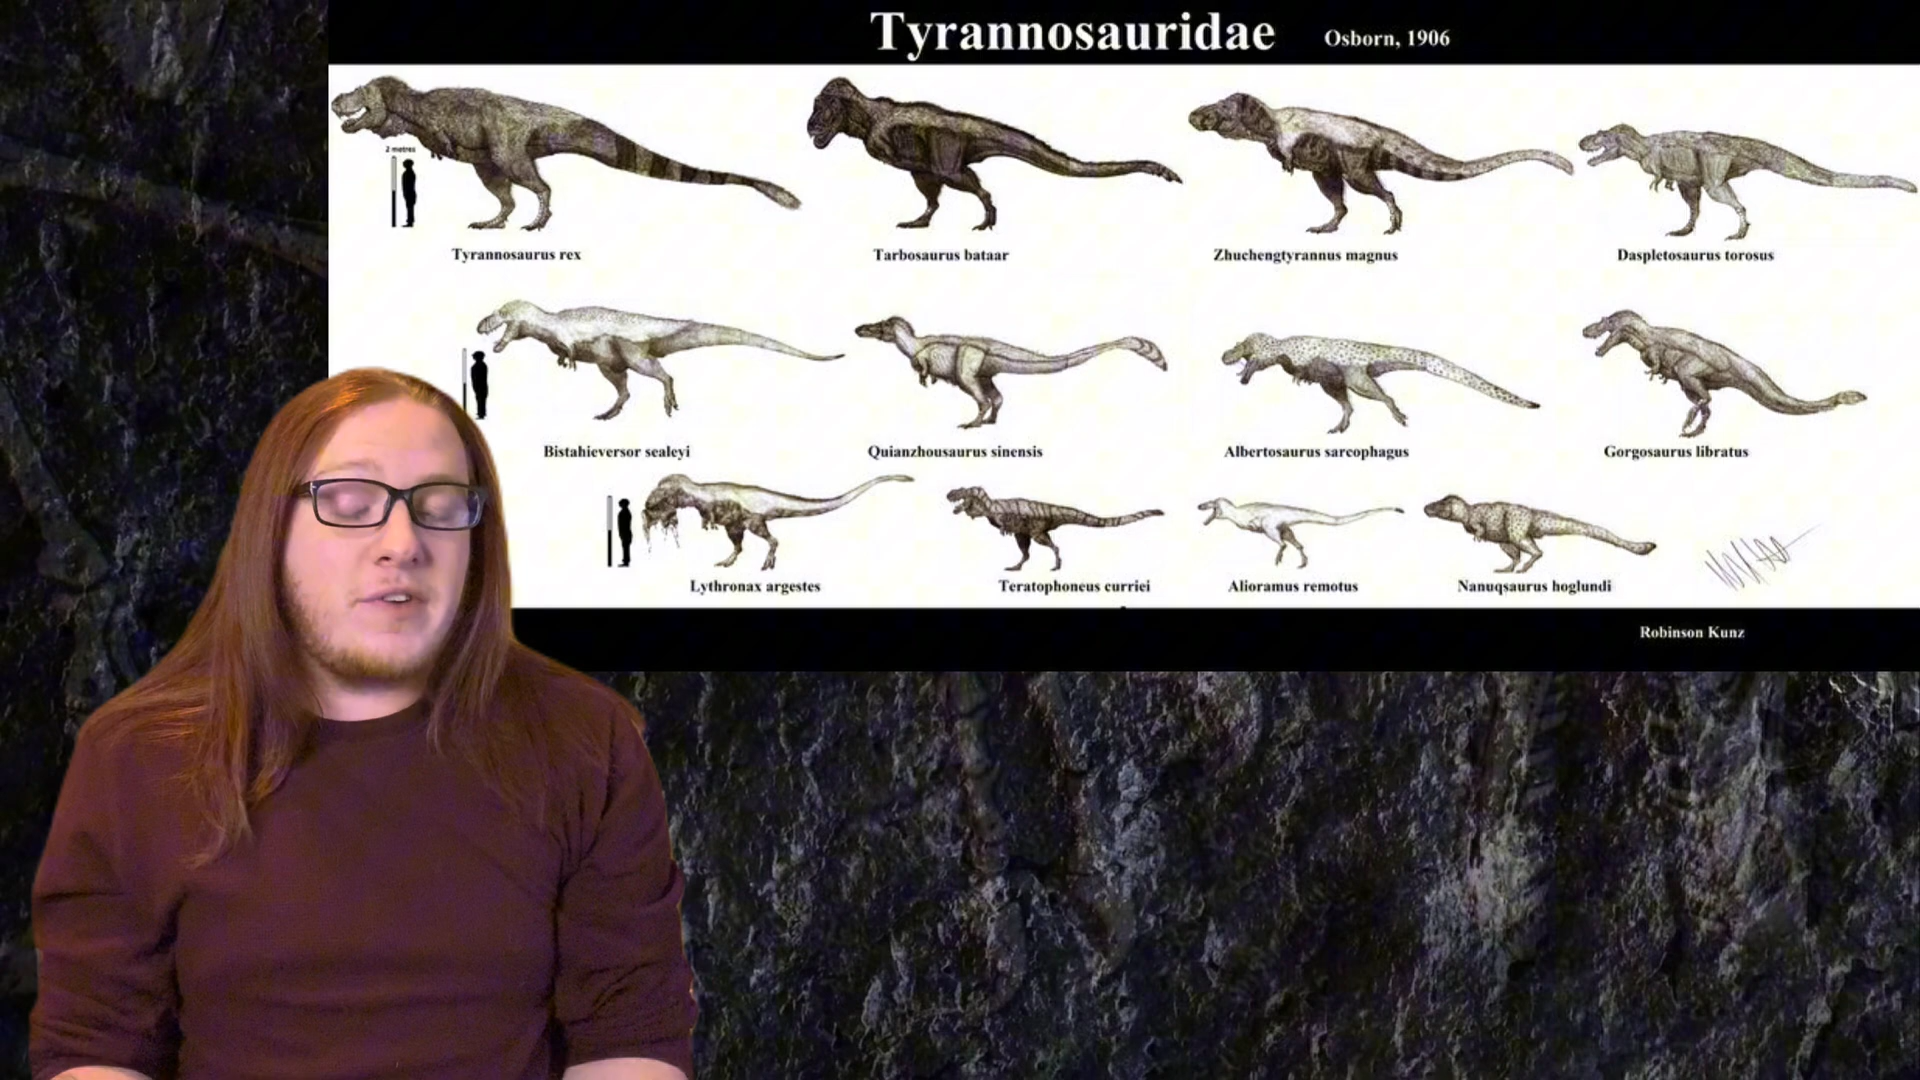 Tyrannosauridae Osborn, 1906
2 metres
Tyrannosaurus rex
Tarbosaurus bataar
Zhuchengtyrannus magnus
Daspletosaurus torosus
Bistahieversor sealeyi
Quianzhousaurus sinensis
Albertosaurus sarcophagus
Gorgosaurus libratus
Lythronax argestes
Teratophoneus curriei
Alioramus remotus
Nanuqsaurus hoglundi
Robinson Kunz